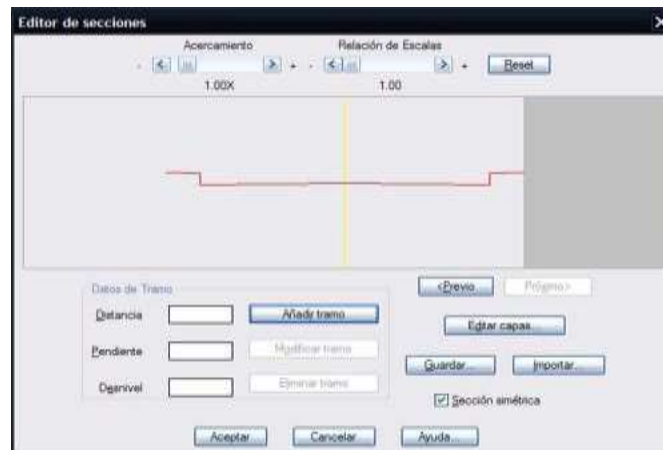 Editor de secciones
Acercamiento Relación de Escalas
- + - + Reset
1.00X 1.00
Datos de Tramo
<Previo Próximo>
Distancia Añadir tramo
Editar capas...
Pendiente Modificar tramo
Guardar... Importar...
Desnivel Eliminar tramo
Sección simétrica
Aceptar Cancelar Ayuda...